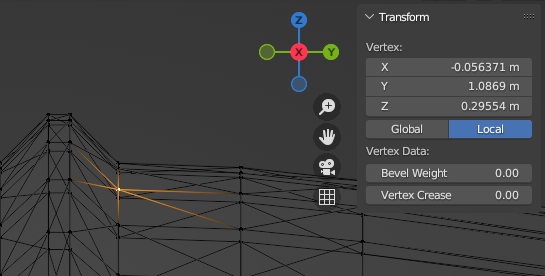 Transform
Vertex:
X -0.056371 m
Y 1.0869 m
Z 0.29554 m
Global Local
Vertex Data:
Bevel Weight 0.00
Vertex Crease 0.00
Z
X Y